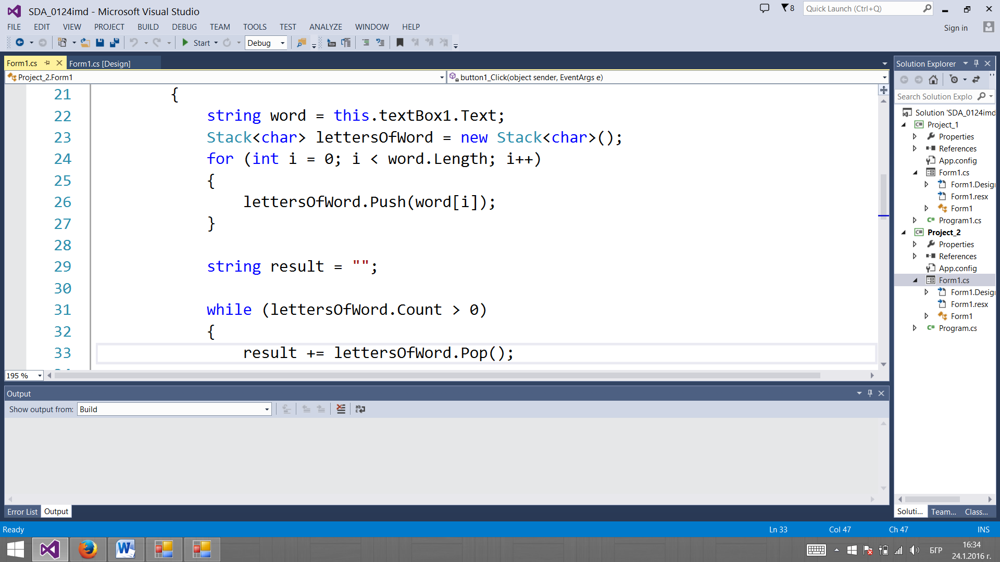 SDA_0124imd - Microsoft Visual Studio
8
Quick Launch (Ctrl+Q)
FILE EDIT VIEW PROJECT BUILD DEBUG TEAM TOOLS TEST ANALYZE WINDOW HELP
Sign in
Start Debug
Form1.cs Form1.cs [Design]
Project_2.Form1 button1_Click(object sender, EventArgs e)
21 {
22 string word = this.textBox1.Text;
23 Stack<char> lettersOfWord = new Stack<char>();
24 for (int i = 0; i < word.Length; i++)
25 {
26 lettersOfWord.Push(word[i]);
27 }
28
29 string result = "";
30
31 while (lettersOfWord.Count > 0)
32 {
33 result += lettersOfWord.Pop();
195 %
Output
Show output from: Build
Error List Output
Solution Explorer
Search Solution Explo
Solution 'SDA_0124imd
Project_1
Properties
References
App.config
Form1.cs
Form1.Desig
Form1.resx
Form1
Program1.cs
Project_2
Properties
References
App.config
Form1.cs
Form1.Desig
Form1.resx
Form1
Program.cs
Soluti... Team... Class...
Ready Ln 33 Col 47 Ch 47 INS
БГР
16:34
24.1.2016 г.